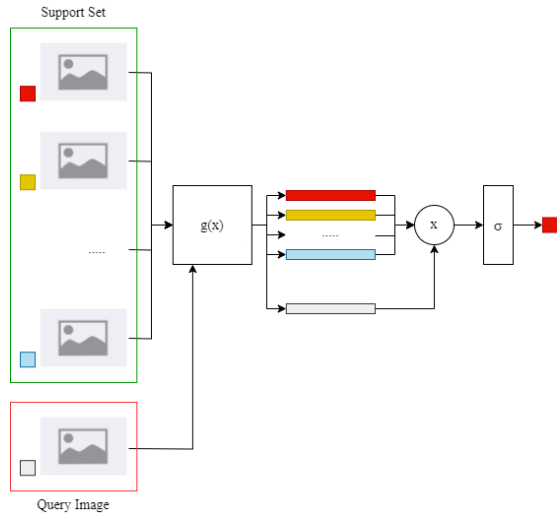 Support Set
.....
g(x)
.....
x
σ
Query Image